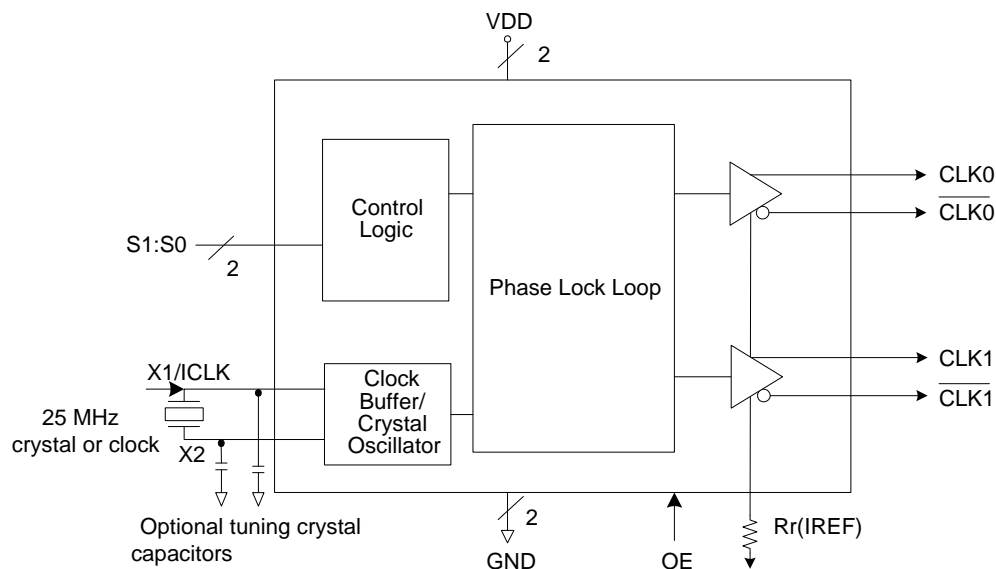 VDD
2
Control
Logic
S1:S0
2
Phase Lock Loop
CLK0
CLK0
X1/ICLK
25 MHz
crystal or clock
X2
Clock
Buffer/
Crystal
Oscillator
CLK1
CLK1
Optional tuning crystal
capacitors
2
GND
OE
Rr(IREF)